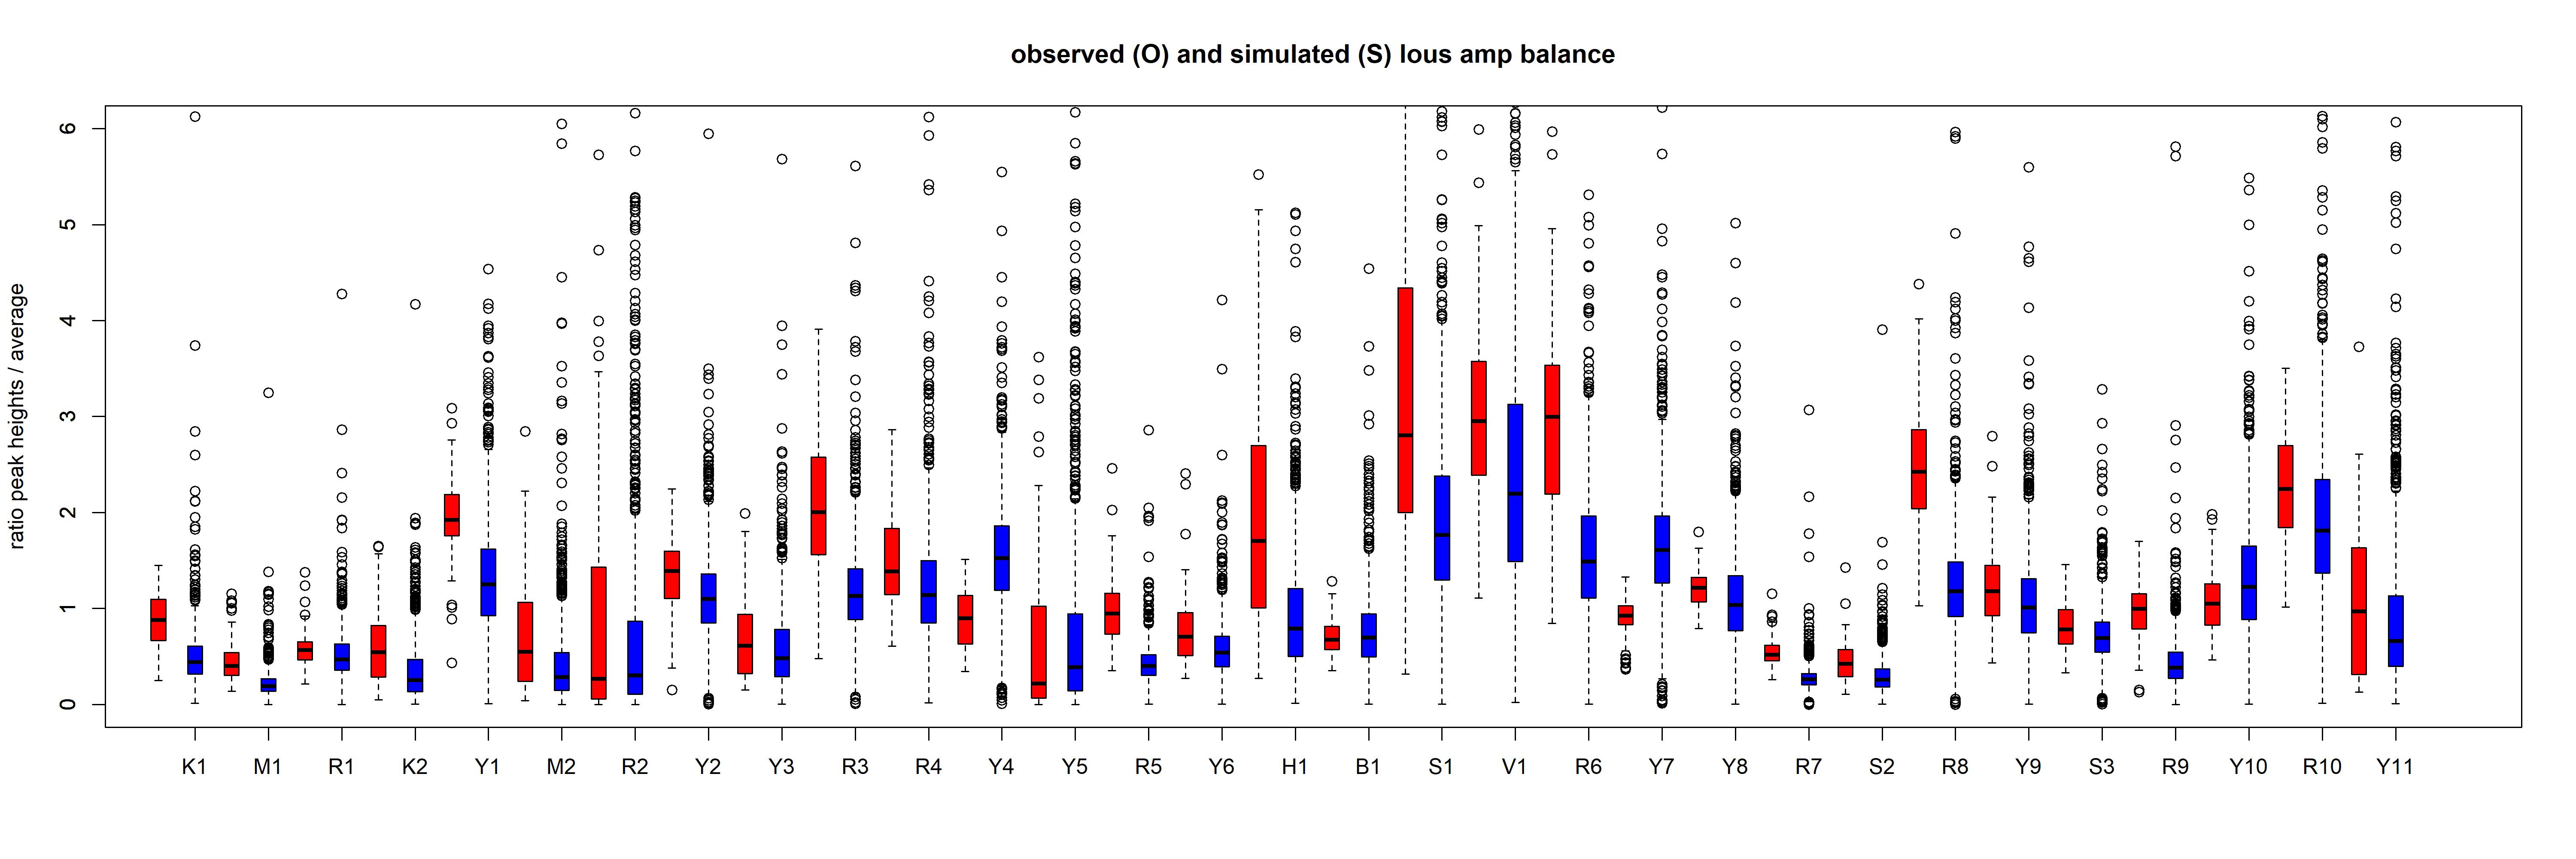 observed (O) and simulated (S) lous amp balance
ratio peak heights / average
6
5
4
3
2
1
0
K1 M1 R1 K2 Y1 M2 R2 Y2 Y3 R3 R4 Y4 Y5 R5 Y6 H1 B1 S1 V1 R6 Y7 Y8 R7 S2 R8 Y9 S3 R9 Y10 R10 Y11